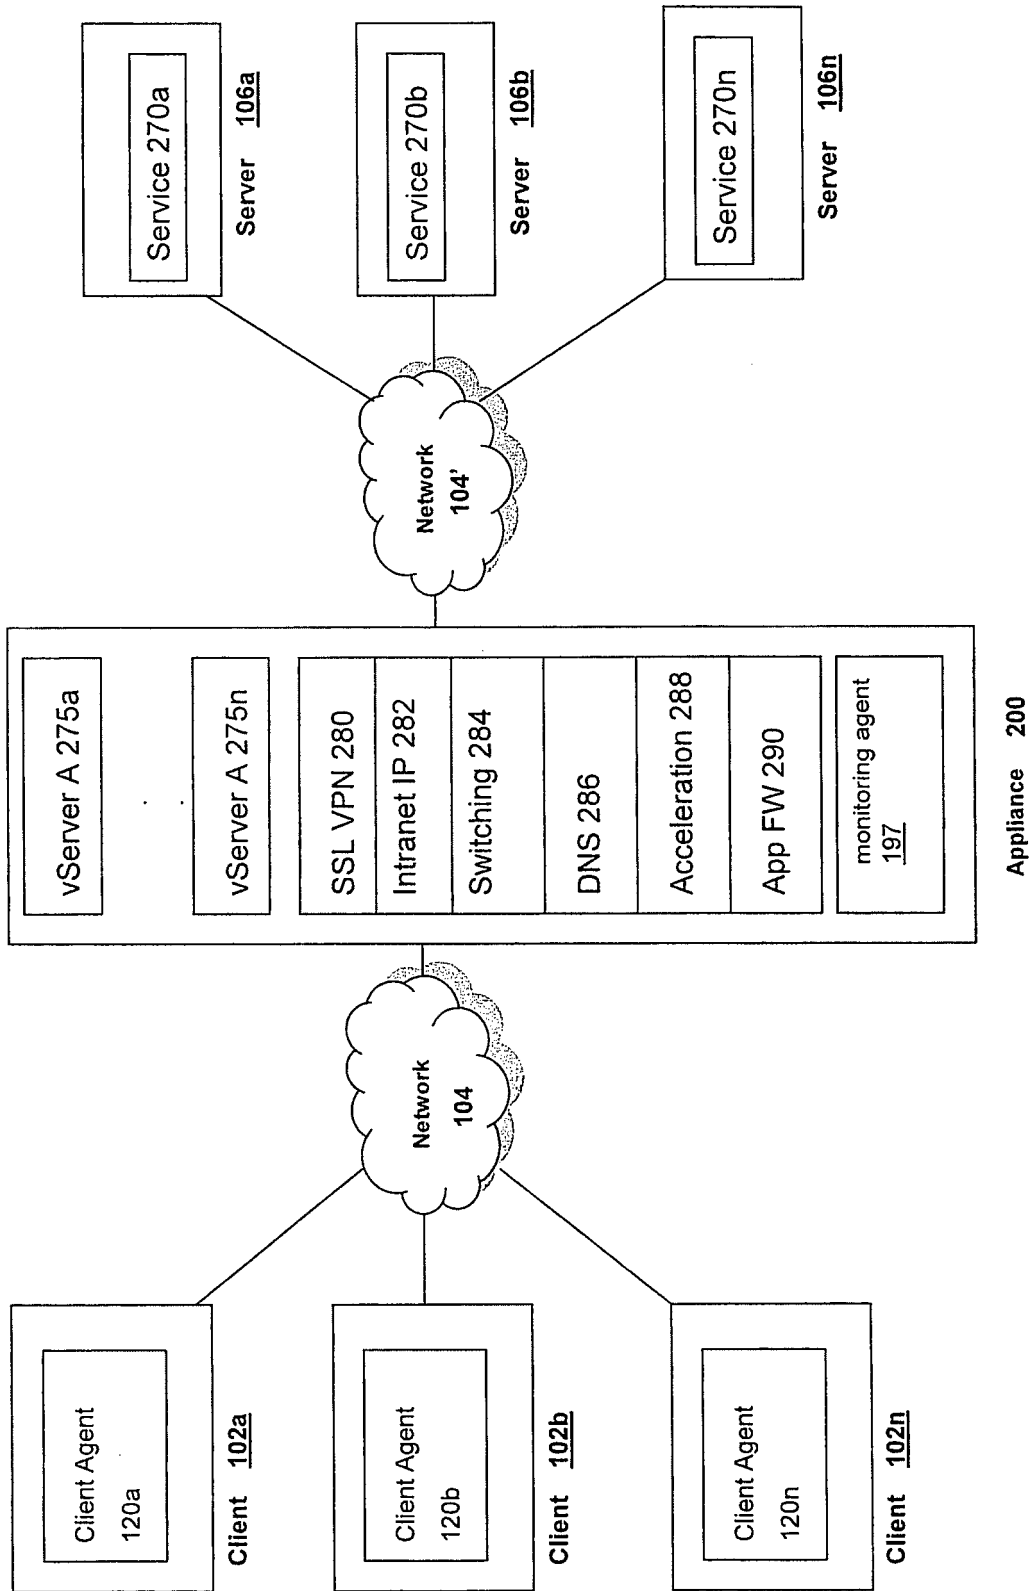 Client Agent
120a
Client 102a
Client Agent
120b
Client 102b
Client Agent
120n
Client 102n
Network
104
vServer A 275a
vServer A 275n
SSL VPN 280
Intranet IP 282
Switching 284
DNS 286
Acceleration 288
App FW 290
monitoring agent
197
Appliance 200
Network
104'
Service 270a
Server 106a
Service 270b
Server 106b
Service 270n
Server 106n